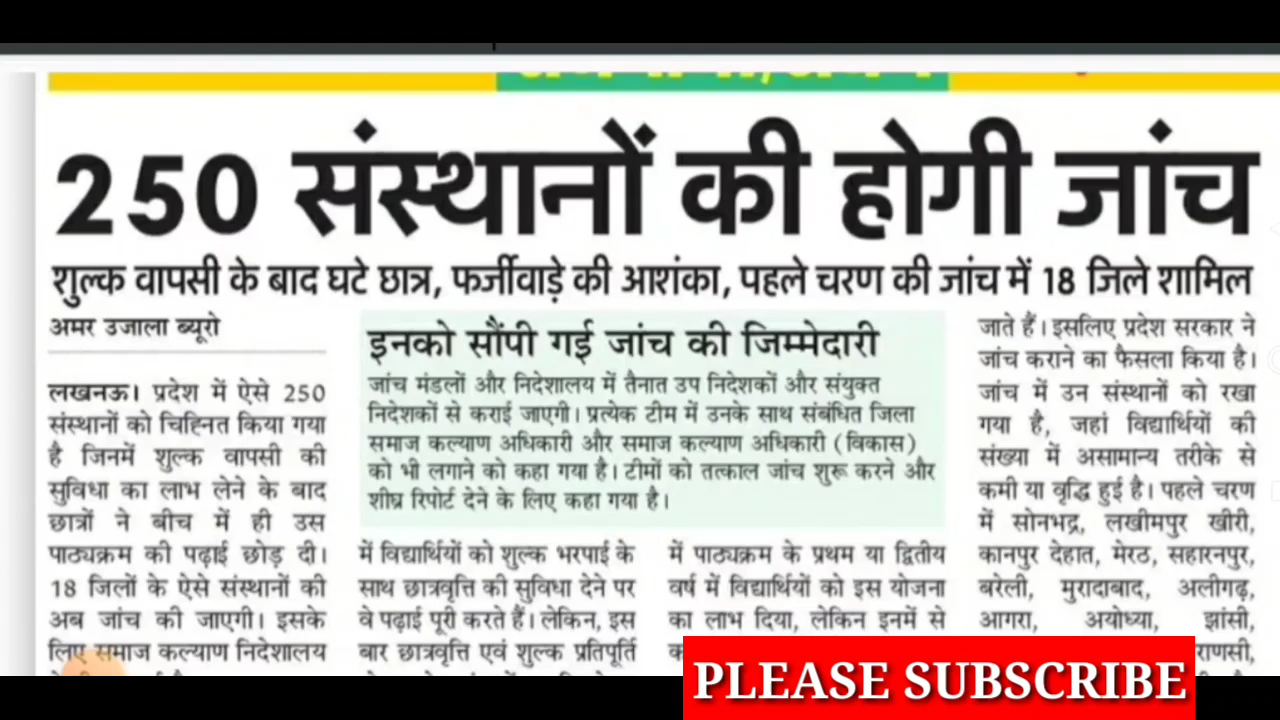 250 संस्थानों की होगी जांच
शुल्क वापसी के बाद घटे छात्र, फर्जीवाड़े की आशंका, पहले चरण की जांच में 18 जिले शामिल
अमर उजाला ब्यूरो
लखनऊ। प्रदेश में ऐसे 250
संस्थानों को चिह्नित किया गया
है जिनमें शुल्क वापसी की
सुविधा का लाभ लेने के बाद
छात्रों ने बीच में ही उस
पाठ्यक्रम की पढ़ाई छोड़ दी।
18 जिलों के ऐसे संस्थानों की
अब जांच की जाएगी। इसके
लिए समाज कल्याण निदेशालय
इनको सौंपी गई जांच की जिम्मेदारी
जांच मंडलों और निदेशालय में तैनात उप निदेशकों और संयुक्त
निदेशकों से कराई जाएगी। प्रत्येक टीम में उनके साथ संबंधित जिला
समाज कल्याण अधिकारी और समाज कल्याण अधिकारी (विकास)
को भी लगाने को कहा गया है। टीमों को तत्काल जांच शुरू करने और
शीघ्र रिपोर्ट देने के लिए कहा गया है।
में विद्यार्थियों को शुल्क भरपाई के
साथ छात्रवृत्ति की सुविधा देने पर
वे पढ़ाई पूरी करते हैं। लेकिन, इस
बार छात्रवृत्ति एवं शुल्क प्रतिपूर्ति
में पाठ्यक्रम के प्रथम या द्वितीय
वर्ष में विद्यार्थियों को इस योजना
का लाभ दिया, लेकिन इनमें से
जाते हैं। इसलिए प्रदेश सरकार ने
जांच कराने का फैसला किया है।
जांच में उन संस्थानों को रखा
गया है, जहां विद्यार्थियों की
संख्या में असामान्य तरीके से
कमी या वृद्धि हुई है। पहले चरण
में सोनभद्र, लखीमपुर खीरी,
कानपुर देहात, मेरठ, सहारनपुर,
बरेली, मुरादाबाद, अलीगढ़,
आगरा, अयोध्या, झांसी,
PLEASE SUBSCRIBE